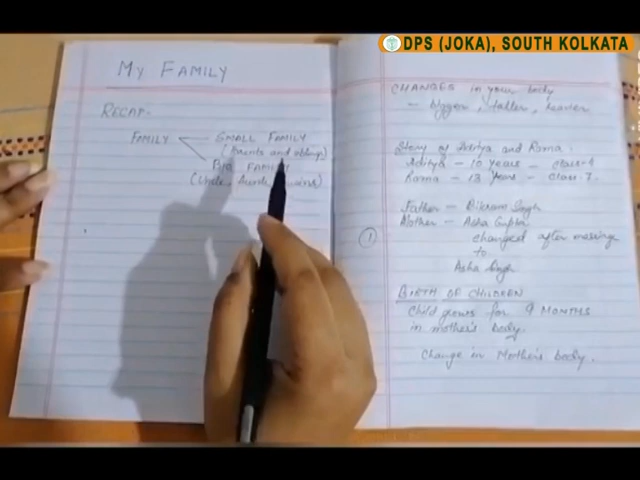 DPS (JOKA), SOUTH KOLKATA
MY FAMILY
RECAP
FAMILY
SMALL FAMILY
(Parents and siblings)
BIG FAMILY
(Uncle, Aunts,
CHANGES in your body
- bigger, taller, heavier
Story of Aditya and Roma.
Aditya - 10 years - class-4
Roma - 13 years - class-7.
Father - Bikram Singh
Mother - Asha Gupta
① changed after marriage
to
Asha Singh
BIRTH OF CHILDREN
Child grows for 9 MONTHS
in mother's body.
Change in Mother's body.